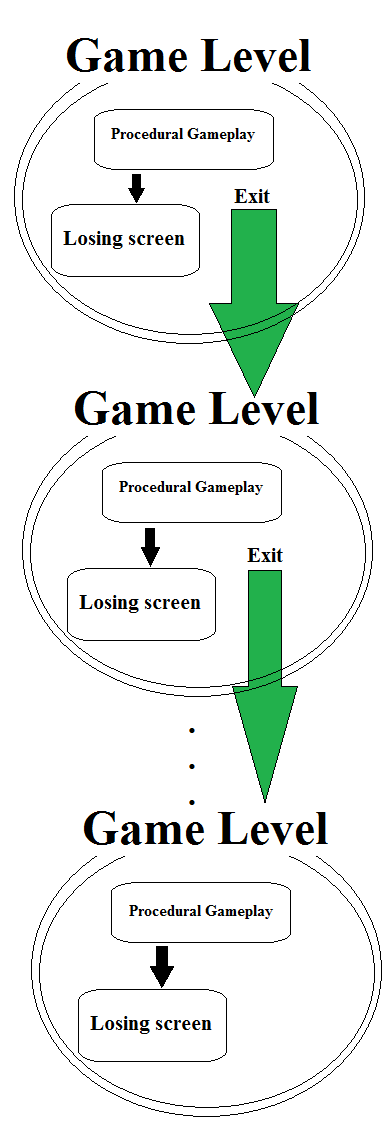 Game Level
Procedural Gameplay
Exit
Losing screen
Game Level
Procedural Gameplay
Exit
Losing screen
.
.
.
Game Level
Procedural Gameplay
Losing screen